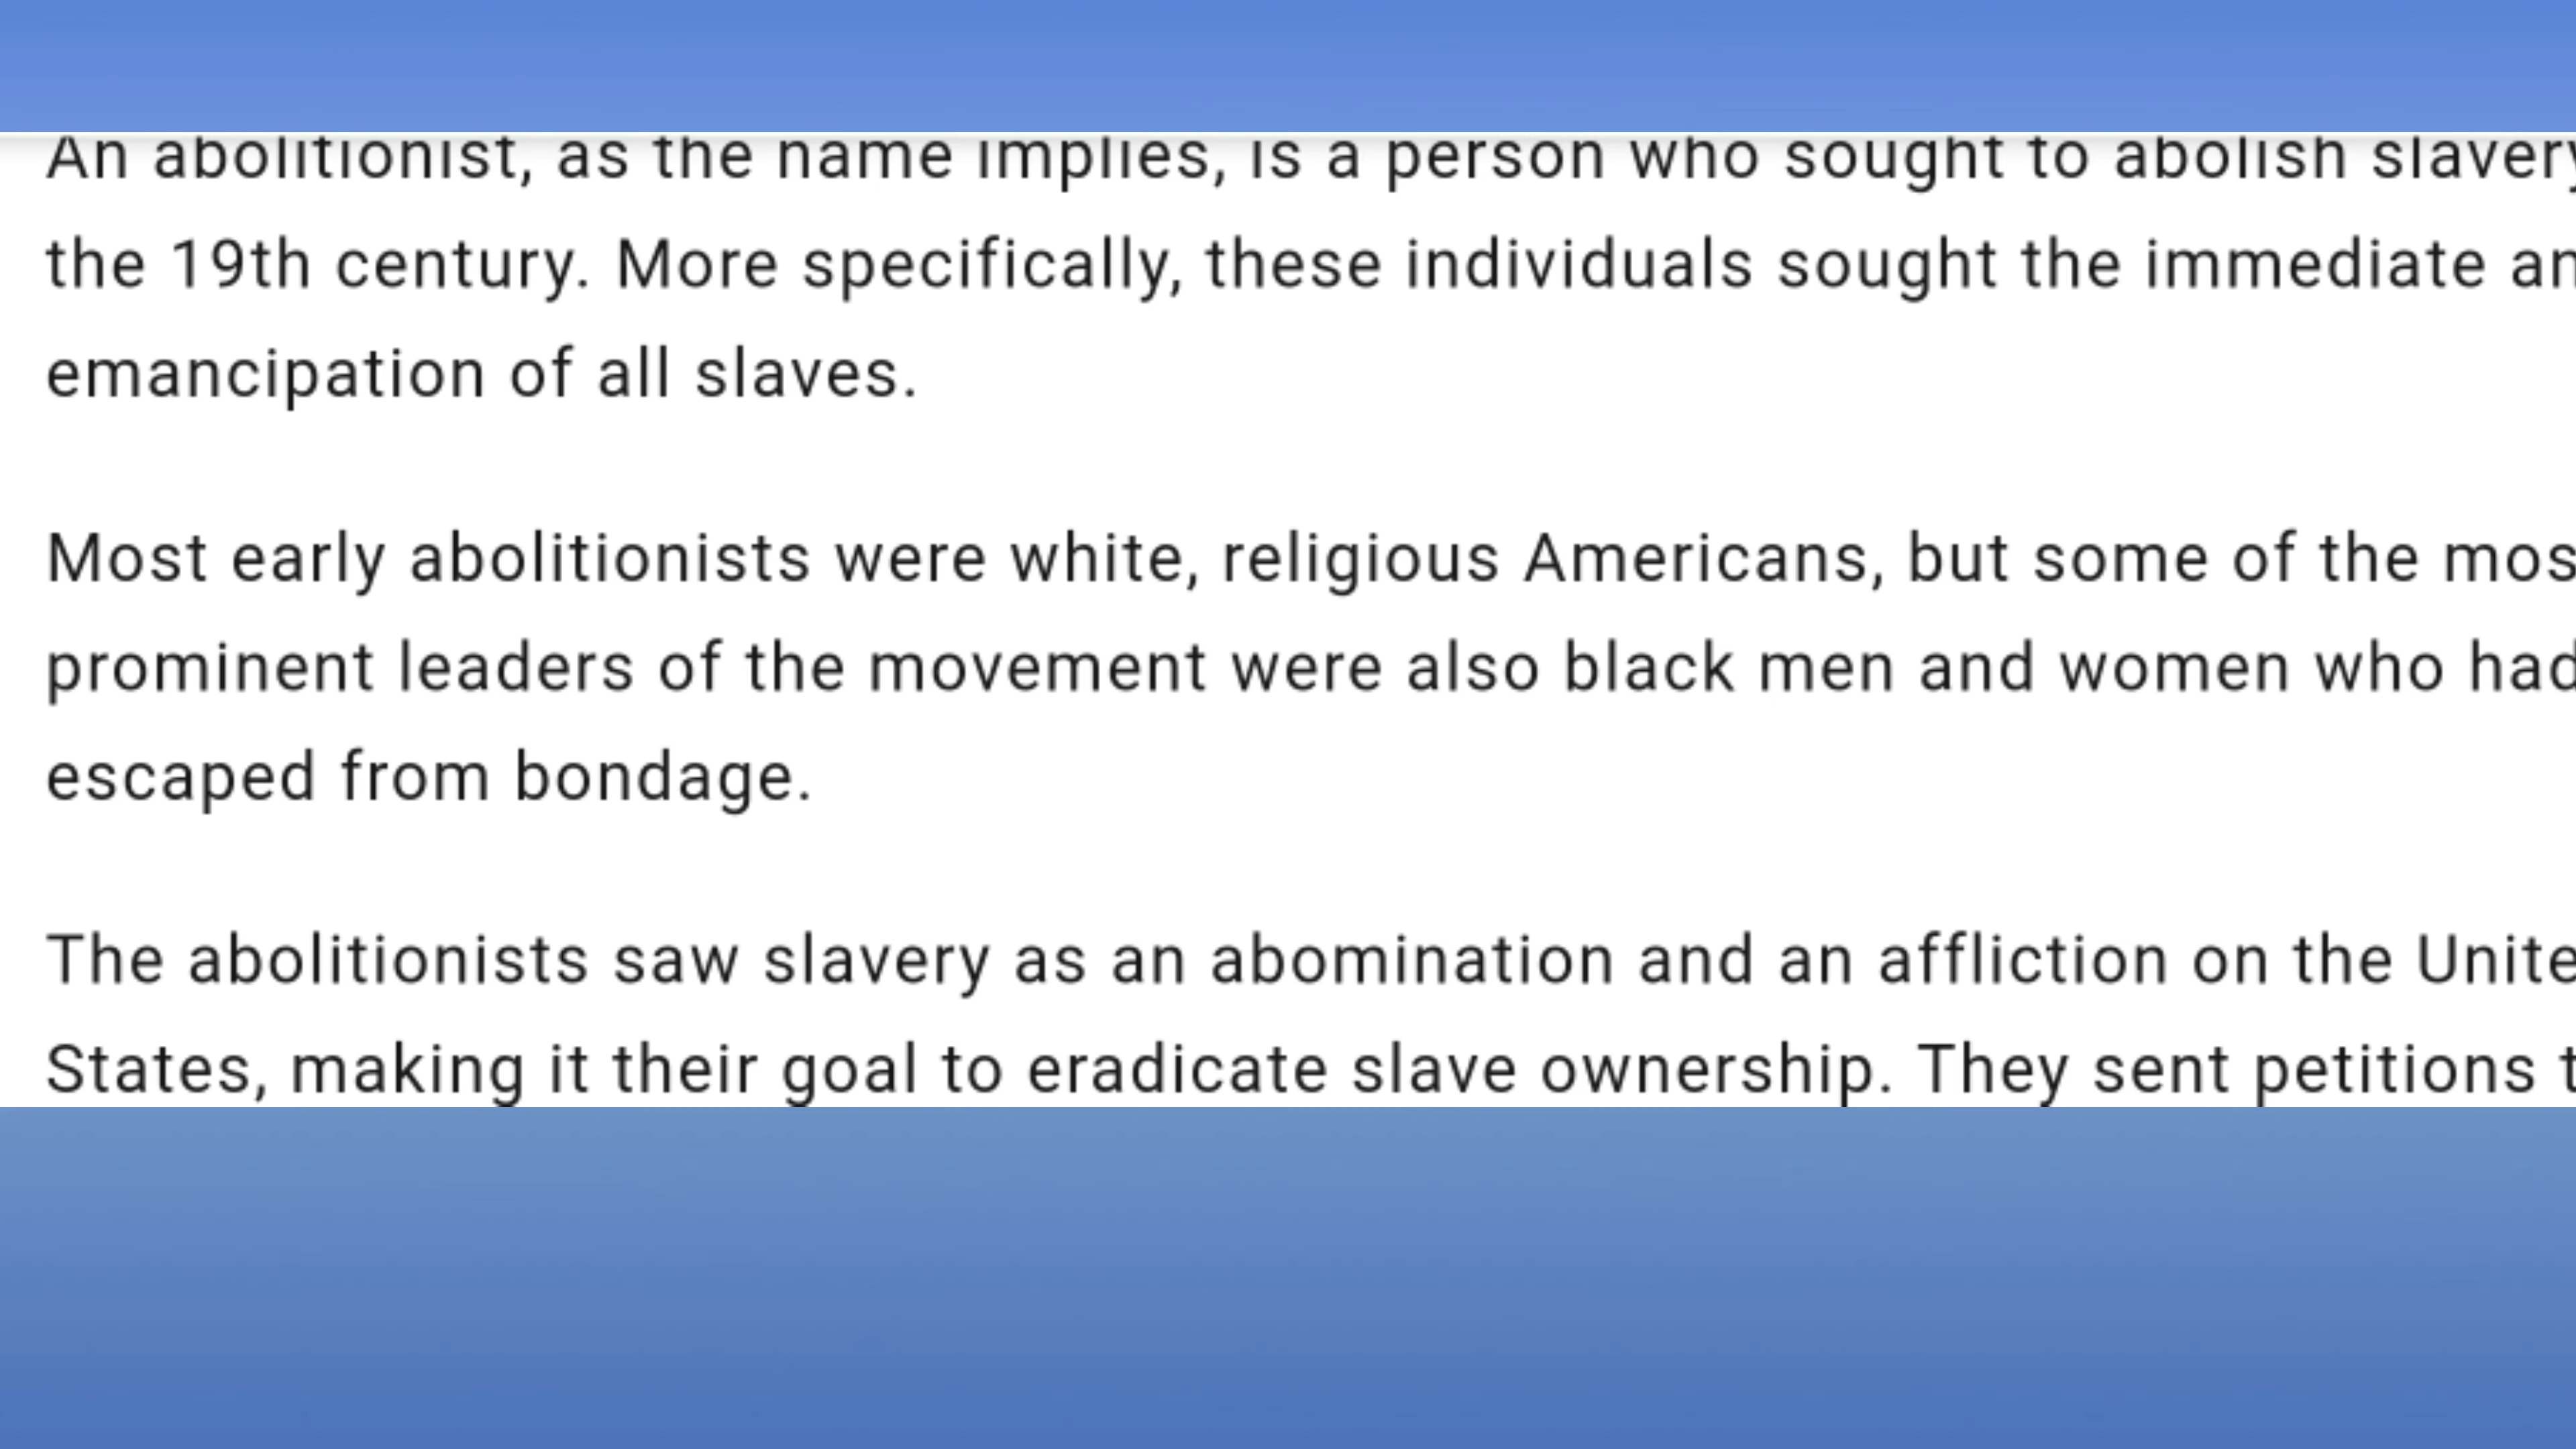 An abolitionist, as the name implies, is a person who sought to abolish slavery
the 19th century. More specifically, these individuals sought the immediate an
emancipation of all slaves.
Most early abolitionists were white, religious Americans, but some of the mos
prominent leaders of the movement were also black men and women who had
escaped from bondage.
The abolitionists saw slavery as an abomination and an affliction on the Unite
States, making it their goal to eradicate slave ownership. They sent petitions t